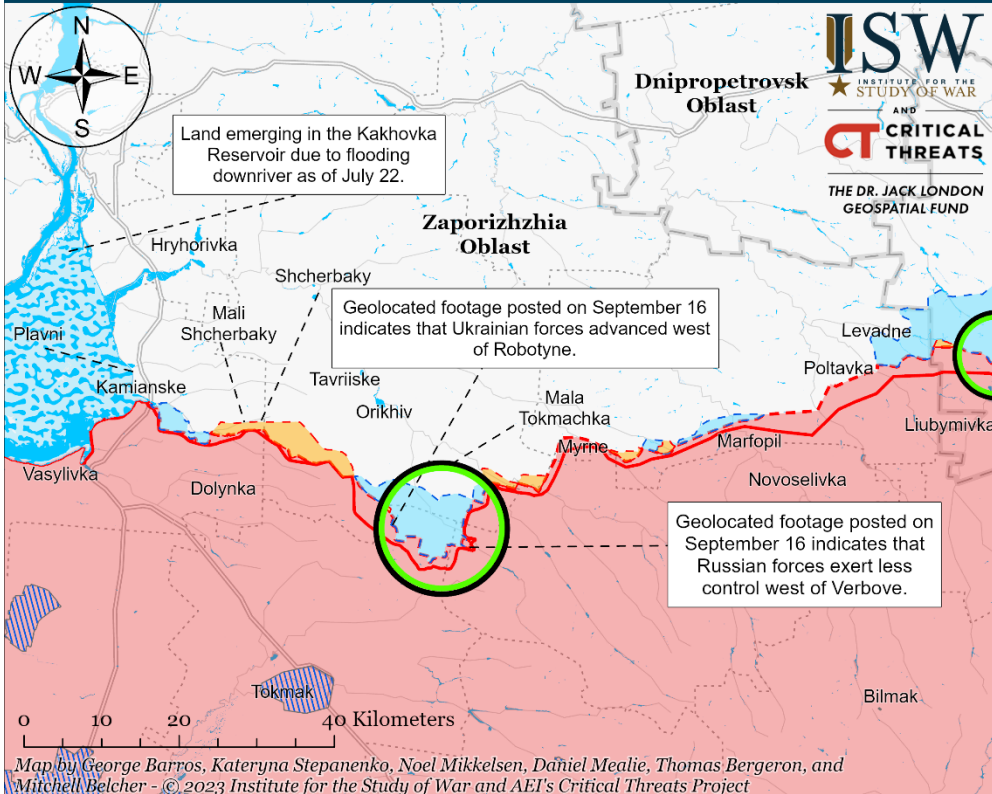 N
W
E
S
ISW
INSTITUTE FOR THE
STUDY OF WAR
AND
CT CRITICAL
THREATS
THE DR. JACK LONDON
GEOSPATIAL FUND
Dnipropetrovsk
Oblast
Land emerging in the Kakhovka
Reservoir due to flooding
downriver as of July 22.
Zaporizhzhia
Oblast
Hryhorivka
Shcherbaky
Geolocated footage posted on September 16
indicates that Ukrainian forces advanced west
of Robotyne.
Mali
Shcherbaky
Plavni
Levadne
Poltavka
Kamianske
Tavriiske
Orikhiv
Mala
Tokmachka
Myrne
Marfopil
Liubymivka
Vasylivka
Dolynka
Novoselivka
Geolocated footage posted on
September 16 indicates that
Russian forces exert less
control west of Verbove.
Tokmak
Bilmak
0 10 20 40 Kilometers
Map by George Barros, Kateryna Stepanenko, Noel Mikkelsen, Daniel Mealie, Thomas Bergeron, and
Mitchell Belcher - © 2023 Institute for the Study of War and AEI's Critical Threats Project